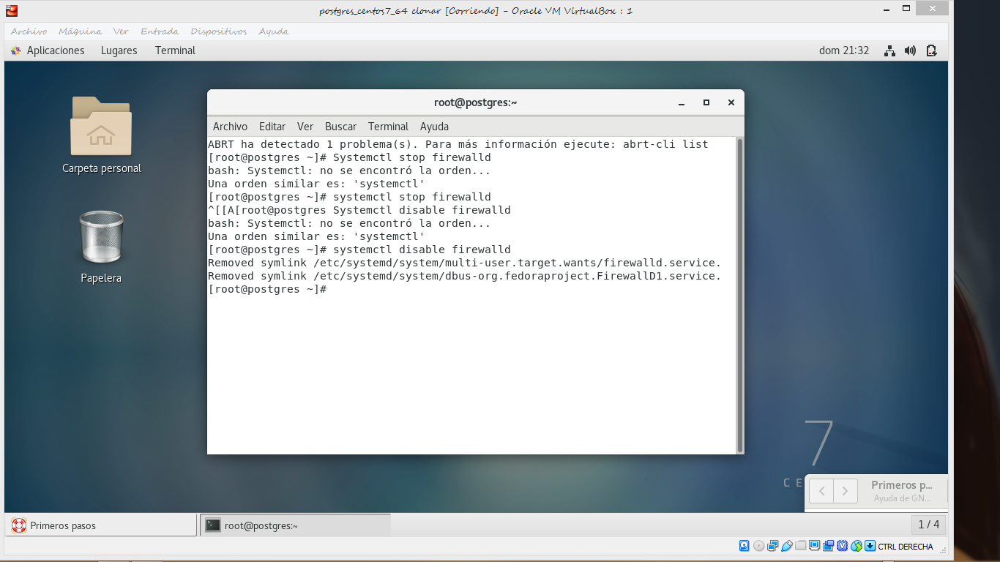 postgres_centos7_64 clonar [Corriendo] - Oracle VM VirtualBox : 1
Archivo Máquina Ver Entrada Dispositivos Ayuda
Aplicaciones Lugares Terminal dom 21:32
Carpeta personal
Papelera
root@postgres:~
Archivo Editar Ver Buscar Terminal Ayuda
ABRT ha detectado 1 problema(s). Para más información ejecute: abrt-cli list
[root@postgres ~]# Systemctl stop firewalld
bash: Systemctl: no se encontró la orden...
Una orden similar es: 'systemctl'
[root@postgres ~]# systemctl stop firewalld
^[[A[root@postgres Systemctl disable firewalld
bash: Systemctl: no se encontró la orden...
Una orden similar es: 'systemctl'
[root@postgres ~]# systemctl disable firewalld
Removed symlink /etc/systemd/system/multi-user.target.wants/firewalld.service.
Removed symlink /etc/systemd/system/dbus-org.fedoraproject.FirewallD1.service.
[root@postgres ~]#
7
C E
Primeros p...
Ayuda de GN...
Primeros pasos
root@postgres:~
1 / 4
CTRL DERECHA